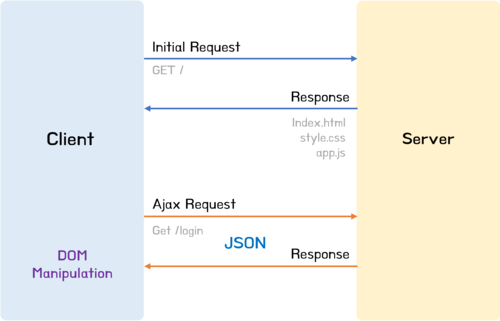 Initial Request
GET /
Response
Index.html
style.css
app.js
Client
Server
Ajax Request
Get /login
JSON
Response
DOM
Manipulation